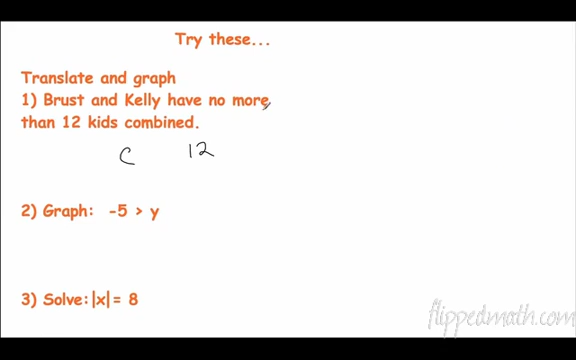 Try these...
Translate and graph
1) Brust and Kelly have no more
than 12 kids combined.
C 12
2) Graph: -5 > y
3) Solve: |x| = 8
flippedmath.com